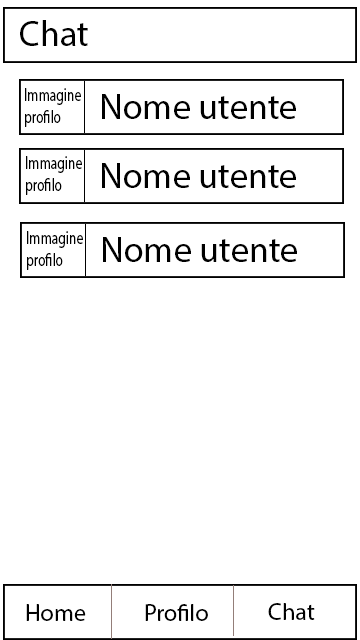 Chat
Immagine
profilo
Nome utente
Immagine
profilo
Nome utente
Immagine
profilo
Nome utente
Home Profilo Chat